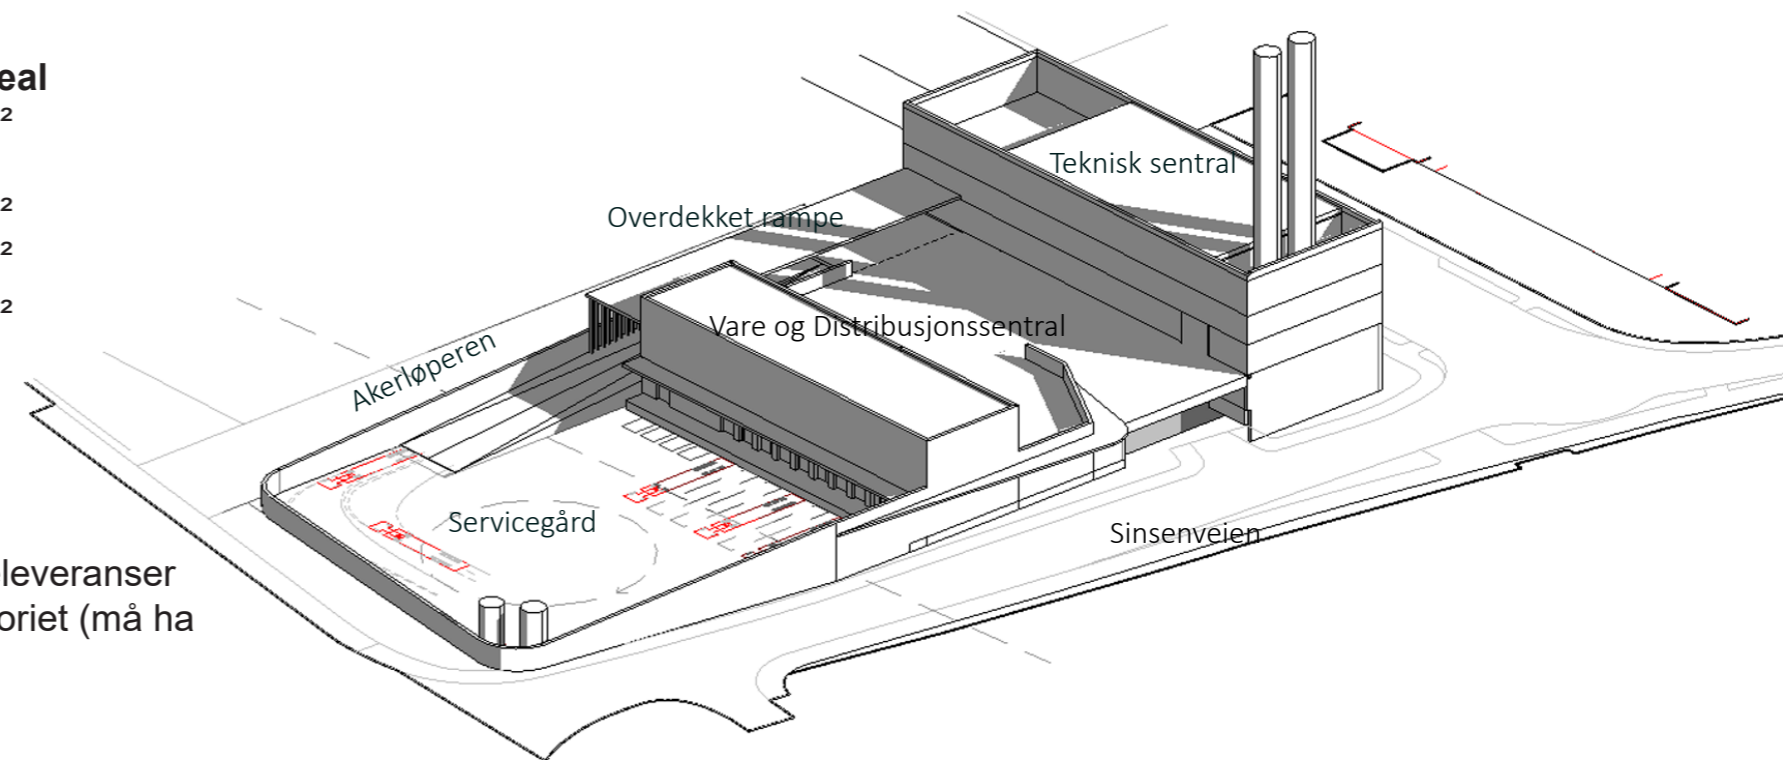 eal
2
2
2
2
leveranser
oriet (må ha
Teknisk sentral
Overdekket rampe
Vare og Distribusjonssentral
Akerløperen
Servicegård
Sinsenveien